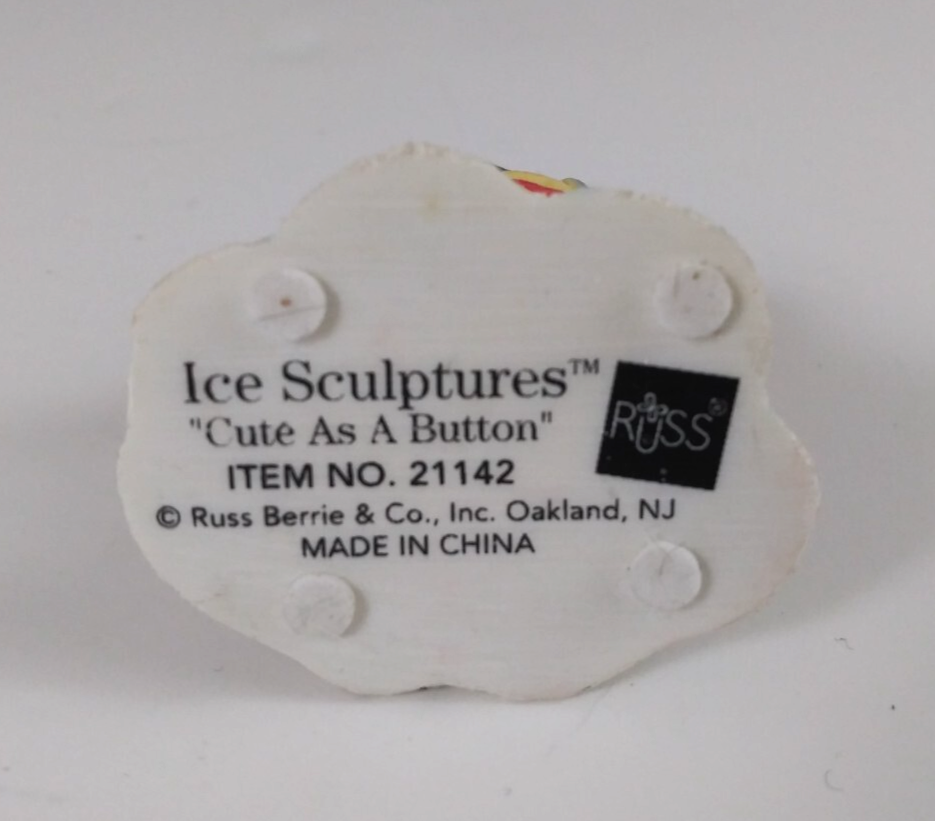 Ice Sculptures™
"Cute As A Button"
ITEM NO. 21142
© Russ Berrie & Co., Inc. Oakland, NJ
MADE IN CHINA
RUSS®